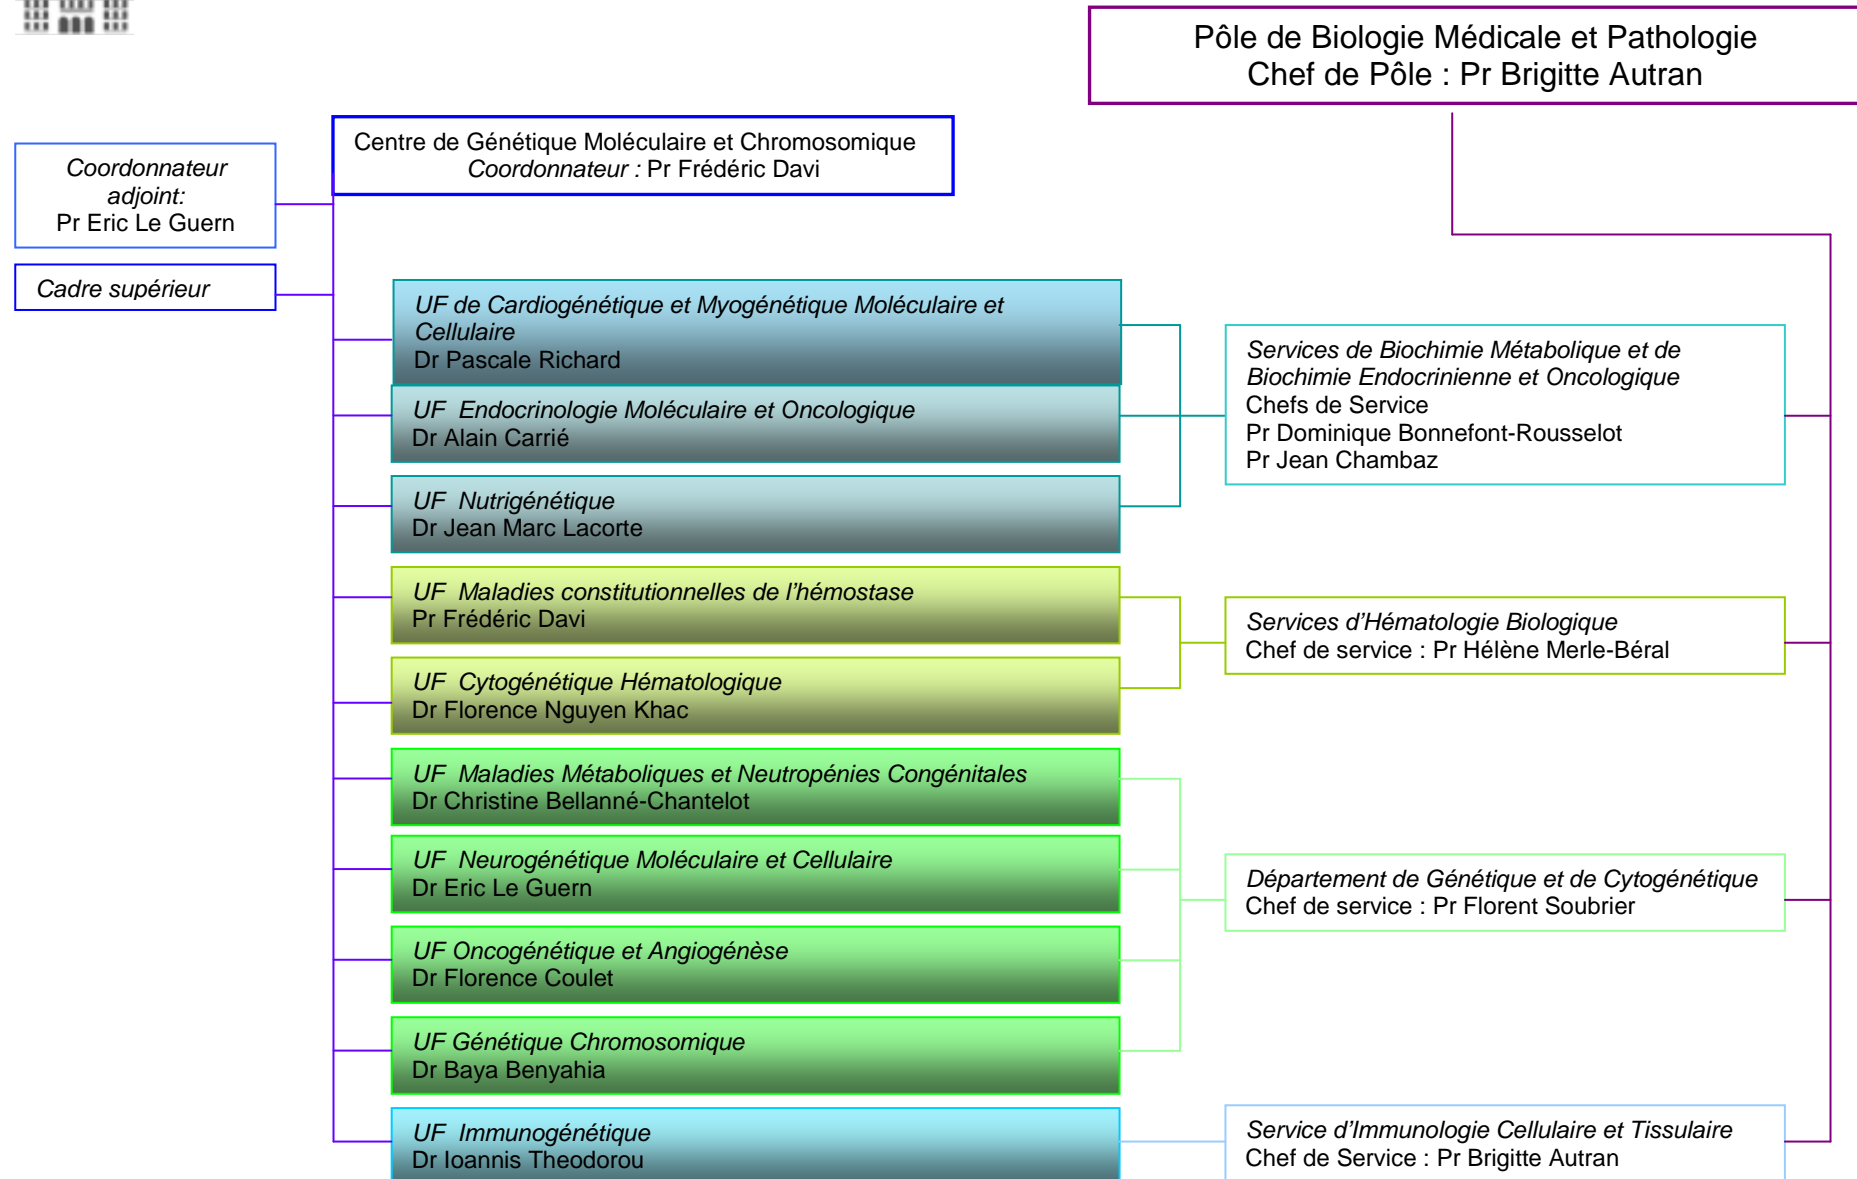 Pôle de Biologie Médicale et Pathologie
Chef de Pôle : Pr Brigitte Autran
Centre de Génétique Moléculaire et Chromosomique
Coordonnateur : Pr Frédéric Davi
Coordonnateur
adjoint:
Pr Eric Le Guern
Cadre supérieur
UF de Cardiogénétique et Myogénétique Moléculaire et
Cellulaire
Dr Pascale Richard
UF Endocrinologie Moléculaire et Oncologique
Dr Alain Carrié
UF Nutrigénétique
Dr Jean Marc Lacorte
Services de Biochimie Métabolique et de
Biochimie Endocrinienne et Oncologique
Chefs de Service
Pr Dominique Bonnefont-Rousselot
Pr Jean Chambaz
UF Maladies constitutionnelles de l’hémostase
Pr Frédéric Davi
UF Cytogénétique Hématologique
Dr Florence Nguyen Khac
Services d’Hématologie Biologique
Chef de service : Pr Hélène Merle-Béral
UF Maladies Métaboliques et Neutropénies Congénitales
Dr Christine Bellanné-Chantelot
UF Neurogénétique Moléculaire et Cellulaire
Dr Eric Le Guern
UF Oncogénétique et Angiogénèse
Dr Florence Coulet
UF Génétique Chromosomique
Dr Baya Benyahia
Département de Génétique et de Cytogénétique
Chef de service : Pr Florent Soubrier
UF Immunogénétique
Dr Ioannis Theodorou
Service d’Immunologie Cellulaire et Tissulaire
Chef de Service : Pr Brigitte Autran